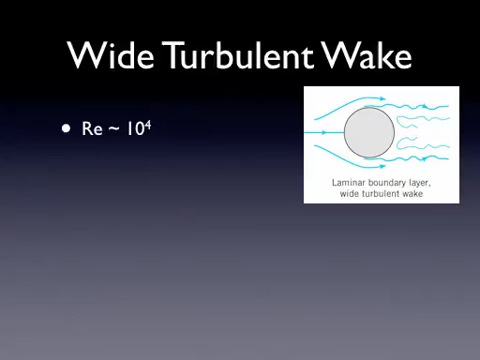 Wide Turbulent Wake
• Re ~ 10⁴
Laminar boundary layer,
wide turbulent wake